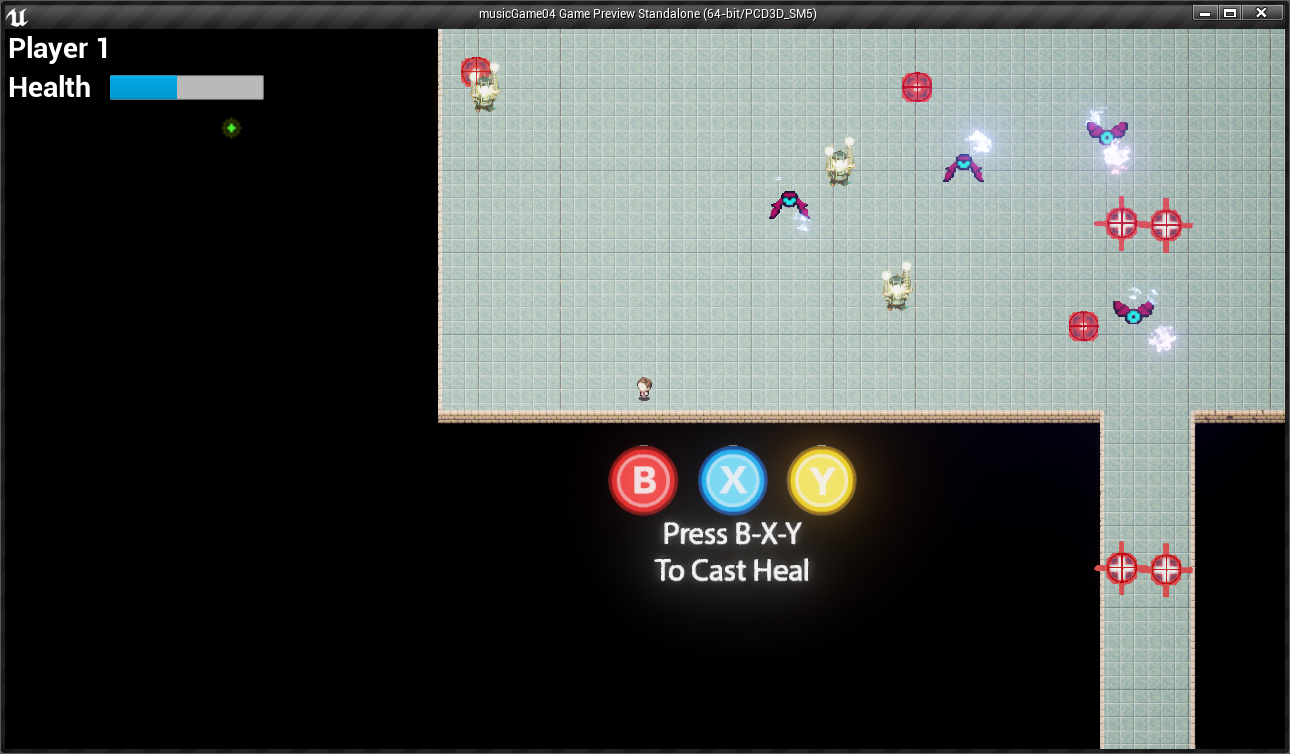 musicGame04 Game Preview Standalone (64-bit/PCD3D_SM5)
Player 1
Health
B X Y
Press B-X-Y
To Cast Heal